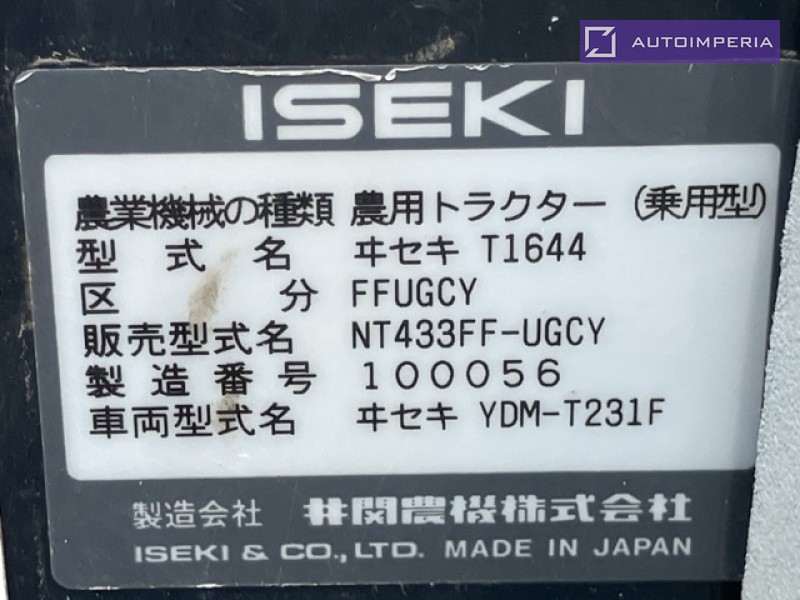 AUTOIMPERIA
ISEKI
農業機械の種類 農用トラクター (乗用型)
型式名 ヰセキ T1644
区分 FFUGCY
販売型式名 NT433FF-UGCY
製造番号 100056
車両型式名 ヰセキ YDM-T231F
製造会社 井関農機株式会社
ISEKI & CO., LTD. MADE IN JAPAN